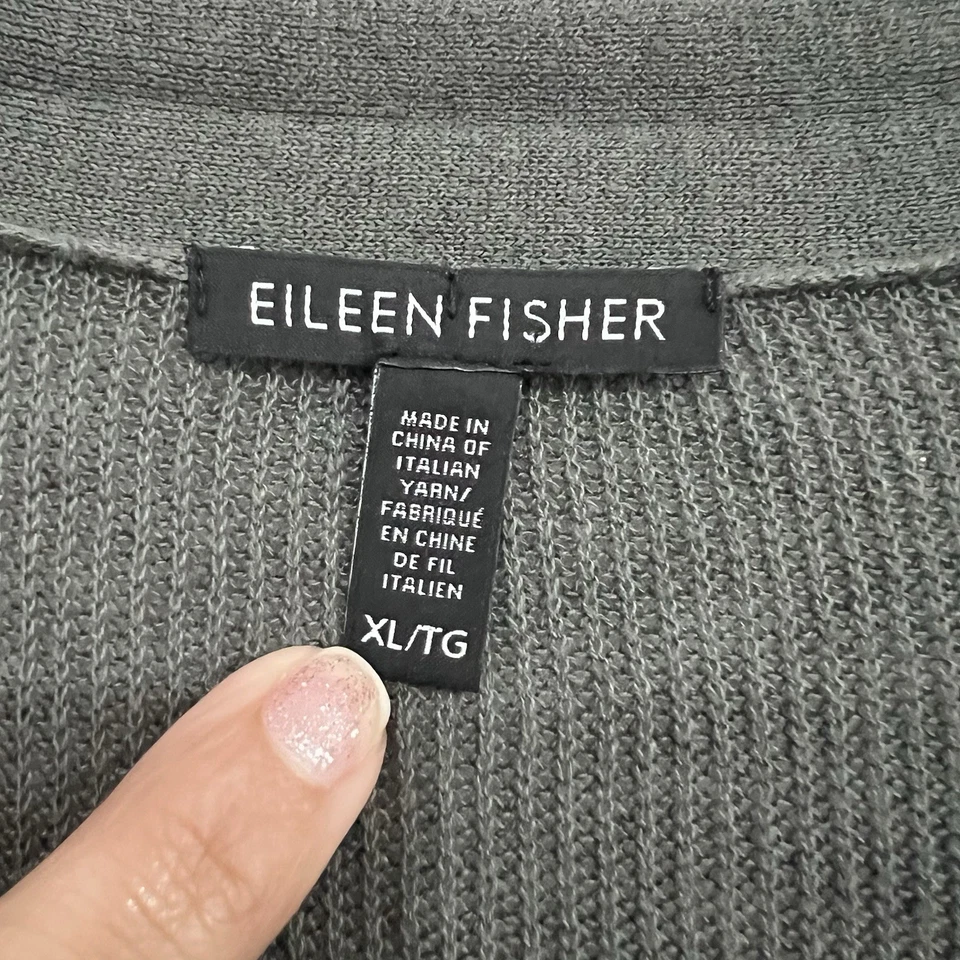 EILEEN FISHER
MADE IN
CHINA OF
ITALIAN
YARN/
FABRIQUÉ
EN CHINE
DE FIL
ITALIEN
XL/TG